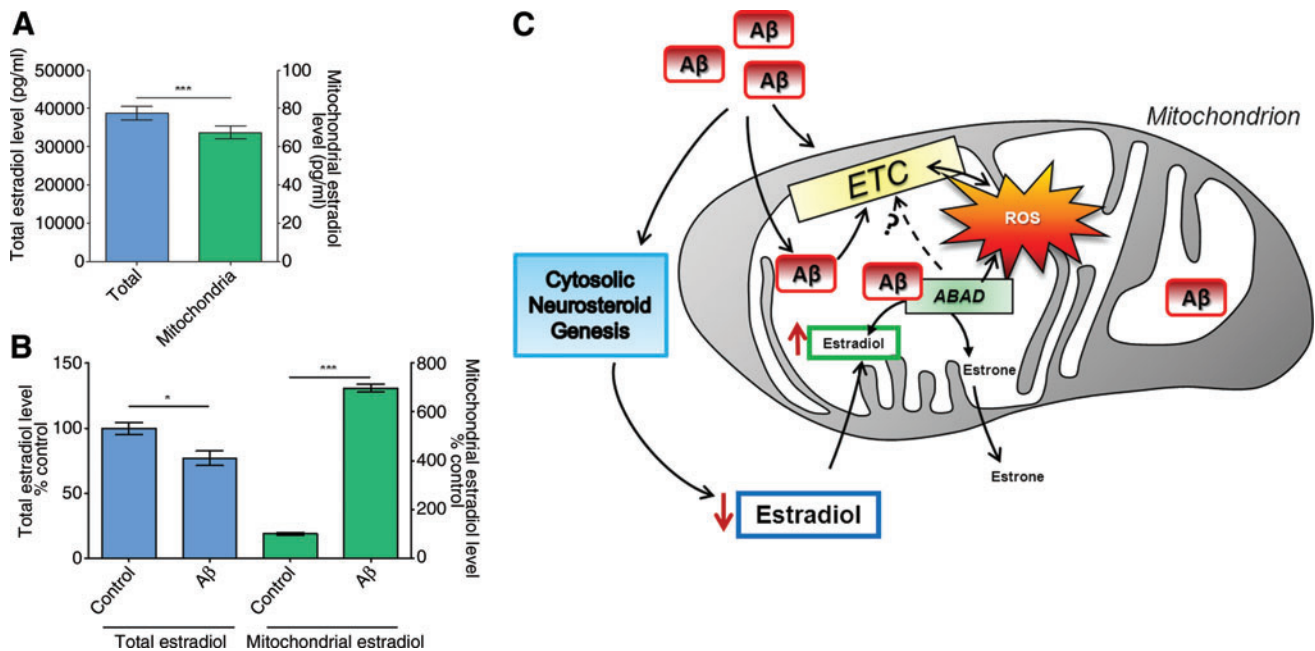 A
Total estradiol level (pg/ml)
50000
40000
30000
20000
10000
0
***
100
80
60
40
20
0
Mitochondrial estradiol
level (pg/ml)
Total
Mitochondria
B
Total estradiol level
% control
150
100
50
0
*
***
800
600
400
200
0
Mitochondrial estradiol level
% control
Control
Aβ
Control
Aβ
Total estradiol
Mitochondrial estradiol
C
Aβ
Aβ
Aβ
Mitochondrion
ETC
ROS
?
Aβ
Aβ
ABAD
Aβ
Cytosolic
Neurosteroid
Genesis
Estradiol
Estrone
Estrone
Estradiol